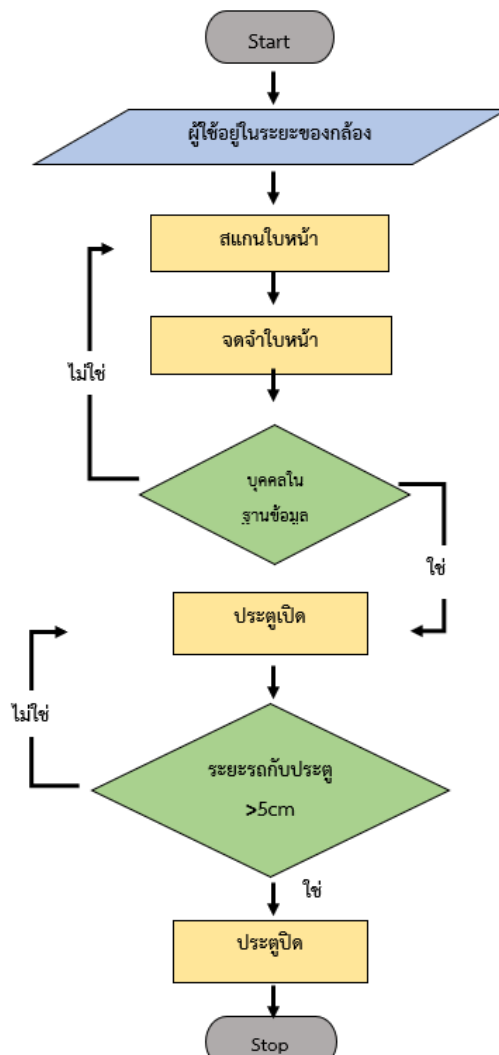 Start
ผู้ใช้อยู่ในระยะของกล้อง
สแกนใบหน้า
จดจำใบหน้า
ไม่ใช่
บุคคลใน
ฐานข้อมูล
ใช่
ประตูเปิด
ไม่ใช่
ระยะรถกับประตู
>5cm
ใช่
ประตูปิด
Stop